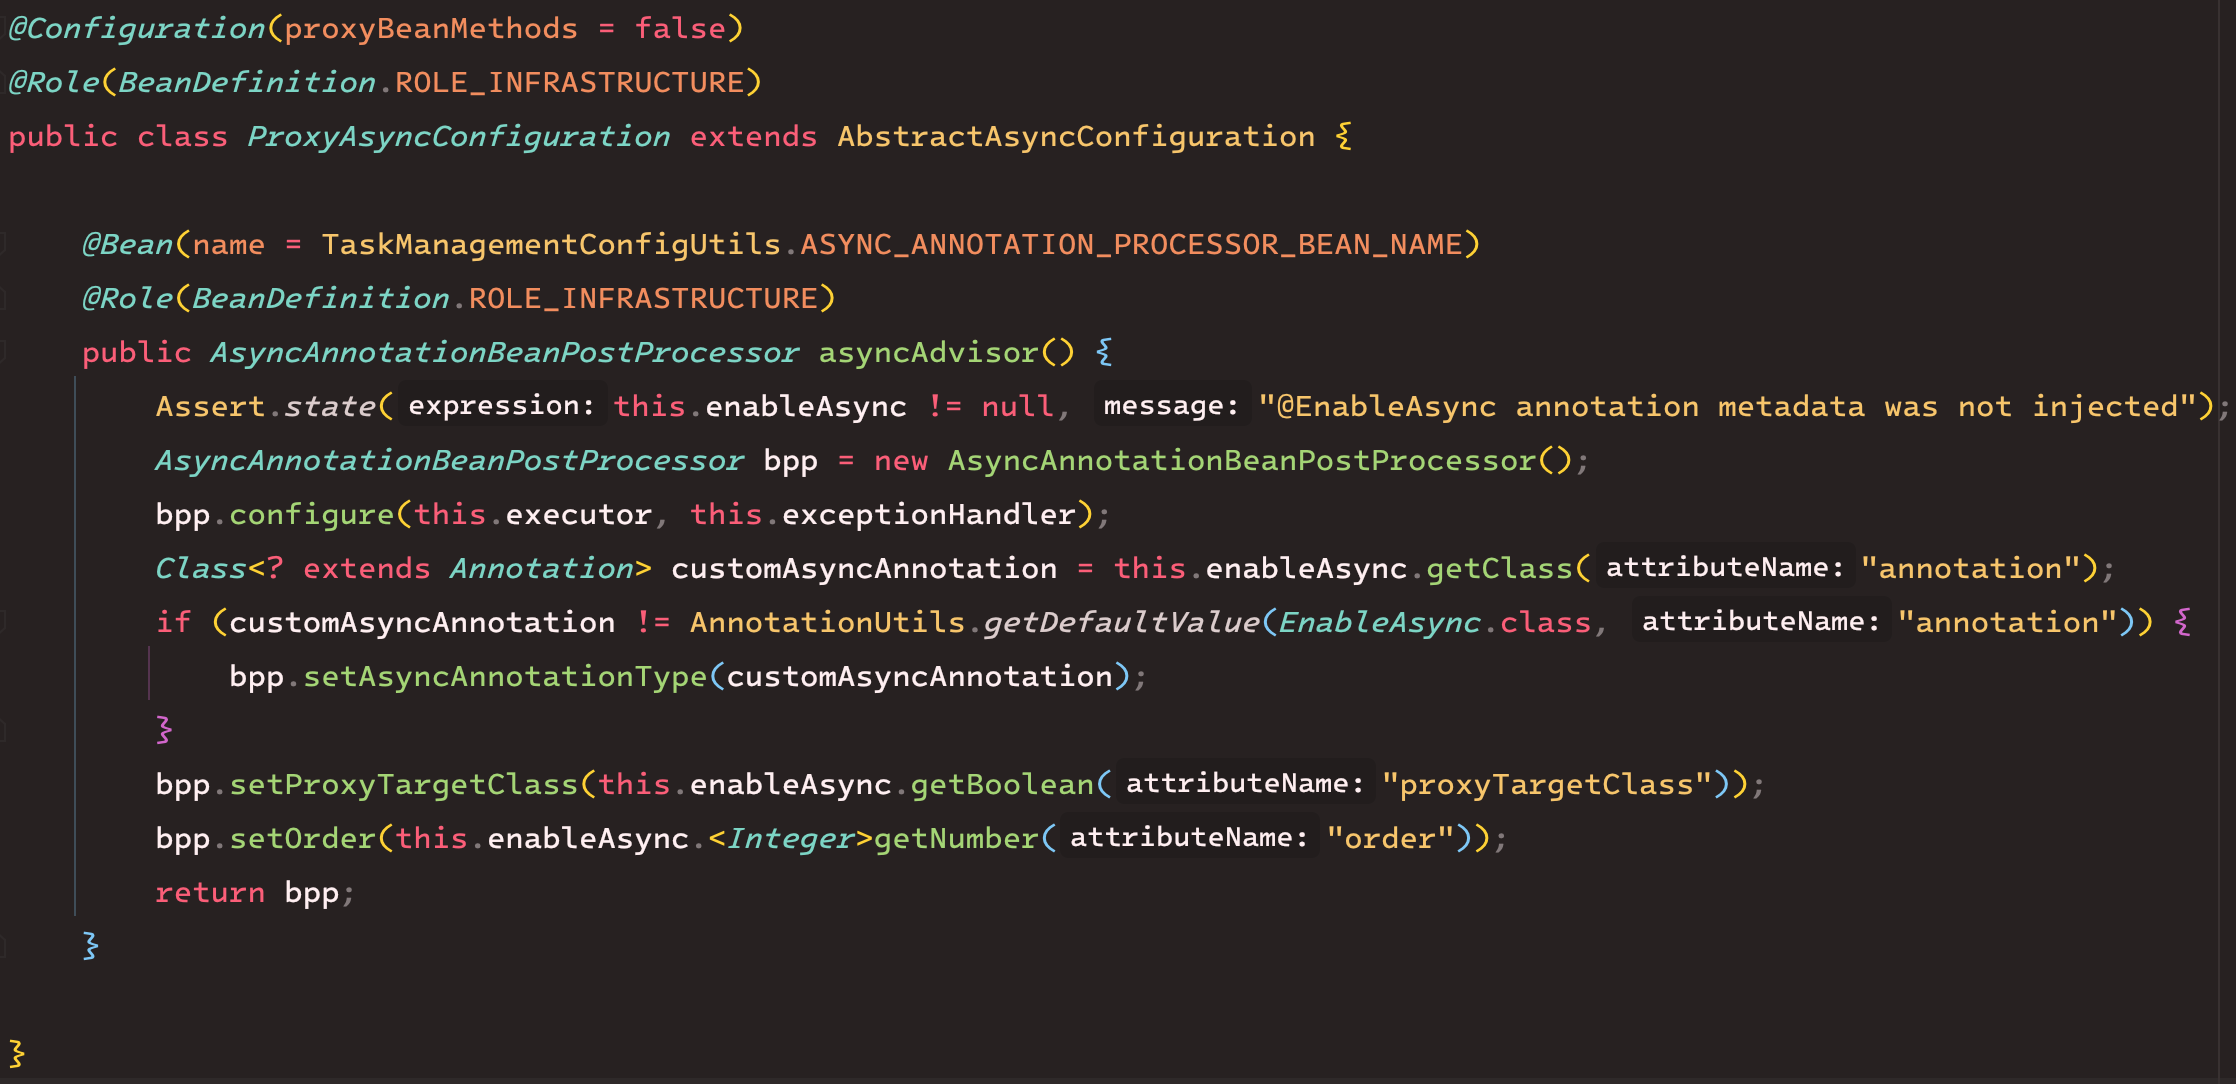 @Configuration(proxyBeanMethods = false)
@Role(BeanDefinition.ROLE_INFRASTRUCTURE)
public class ProxyAsyncConfiguration extends AbstractAsyncConfiguration {
@Bean(name = TaskManagementConfigUtils.ASYNC_ANNOTATION_PROCESSOR_BEAN_NAME)
@Role(BeanDefinition.ROLE_INFRASTRUCTURE)
public AsyncAnnotationBeanPostProcessor asyncAdvisor() {
Assert.state( expression: this.enableAsync != null, message: "@EnableAsync annotation metadata was not injected");
AsyncAnnotationBeanPostProcessor bpp = new AsyncAnnotationBeanPostProcessor();
bpp.configure(this.executor, this.exceptionHandler);
Class<? extends Annotation> customAsyncAnnotation = this.enableAsync.getClass( attributeName: "annotation");
if (customAsyncAnnotation != AnnotationUtils.getDefaultValue(EnableAsync.class, attributeName: "annotation")) {
bpp.setAsyncAnnotationType(customAsyncAnnotation);
}
bpp.setProxyTargetClass(this.enableAsync.getBoolean( attributeName: "proxyTargetClass"));
bpp.setOrder(this.enableAsync.<Integer>getNumber( attributeName: "order"));
return bpp;
}
}